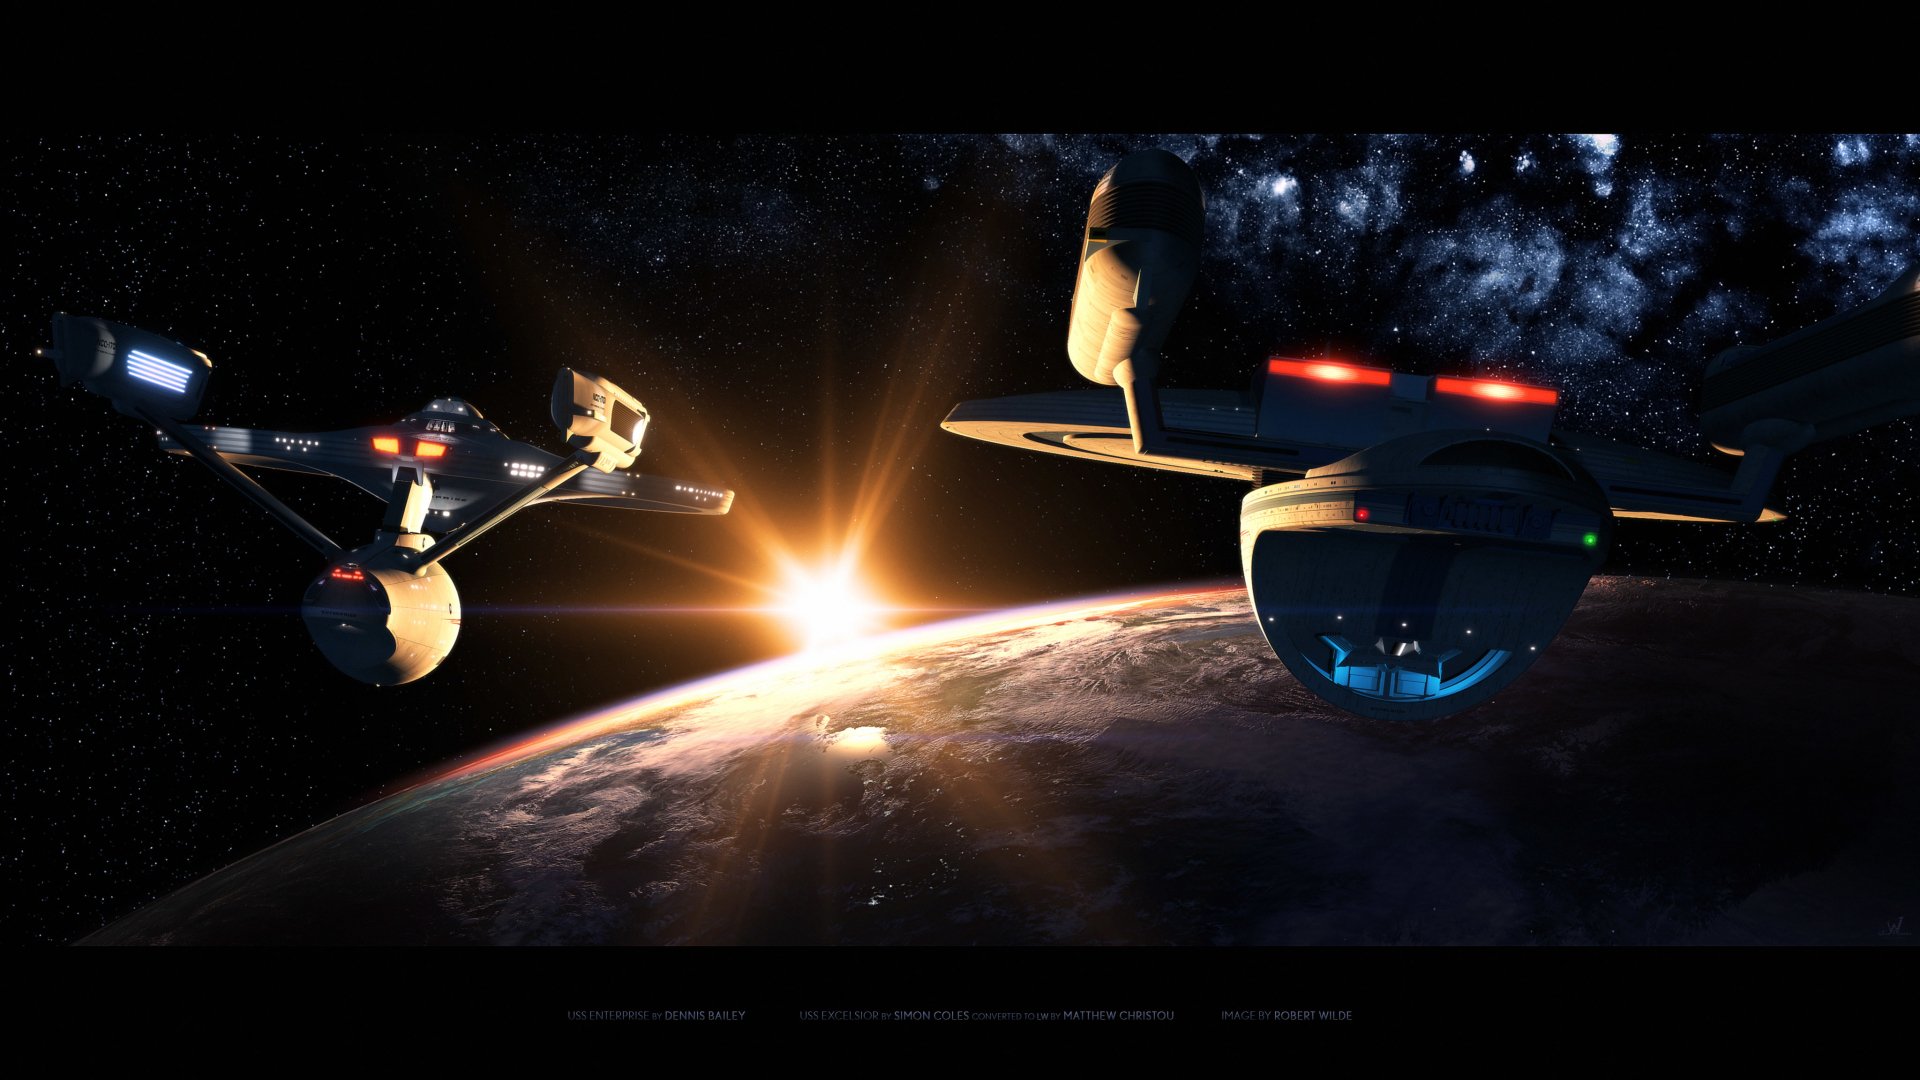 USS ENTERPRISE BY DENNIS BAILEY
USS EXCELSIOR BY SIMON COLES CONVERTED TO LW BY MATTHEW CHRISTOU
IMAGE BY ROBERT WILDE